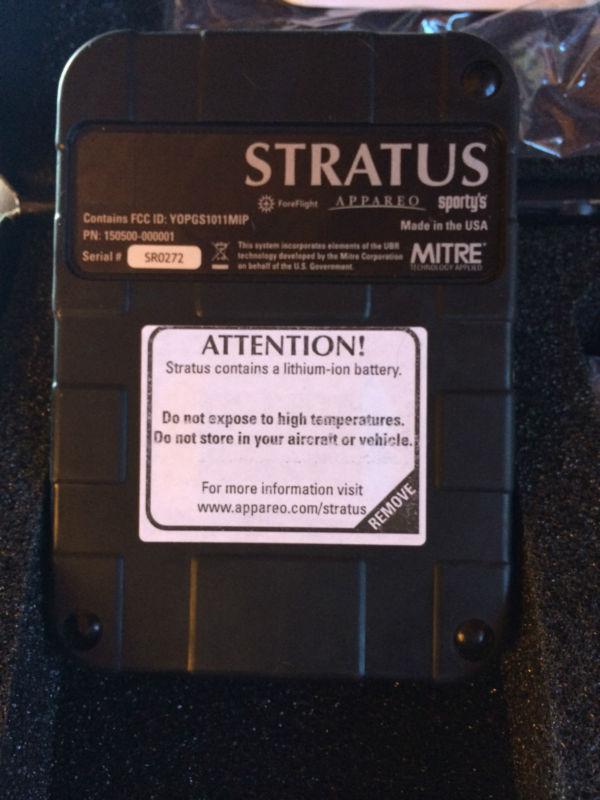 STRATUS
ForeFlight APPAREO sporty's
Contains FCC ID: YOPGS1011MIP
Made in the USA
PN: 150500-000001
Serial # SR0272
This system incorporates elements of the UBR
technology developed by the Mitre Corporation
on behalf of the U.S. Government.
MITRE
TECHNOLOGY APPLIED
ATTENTION!
Stratus contains a lithium-ion battery.
Do not expose to high temperatures.
Do not store in your aircraft or vehicle.
For more information visit
www.appareo.com/stratus
REMOVE